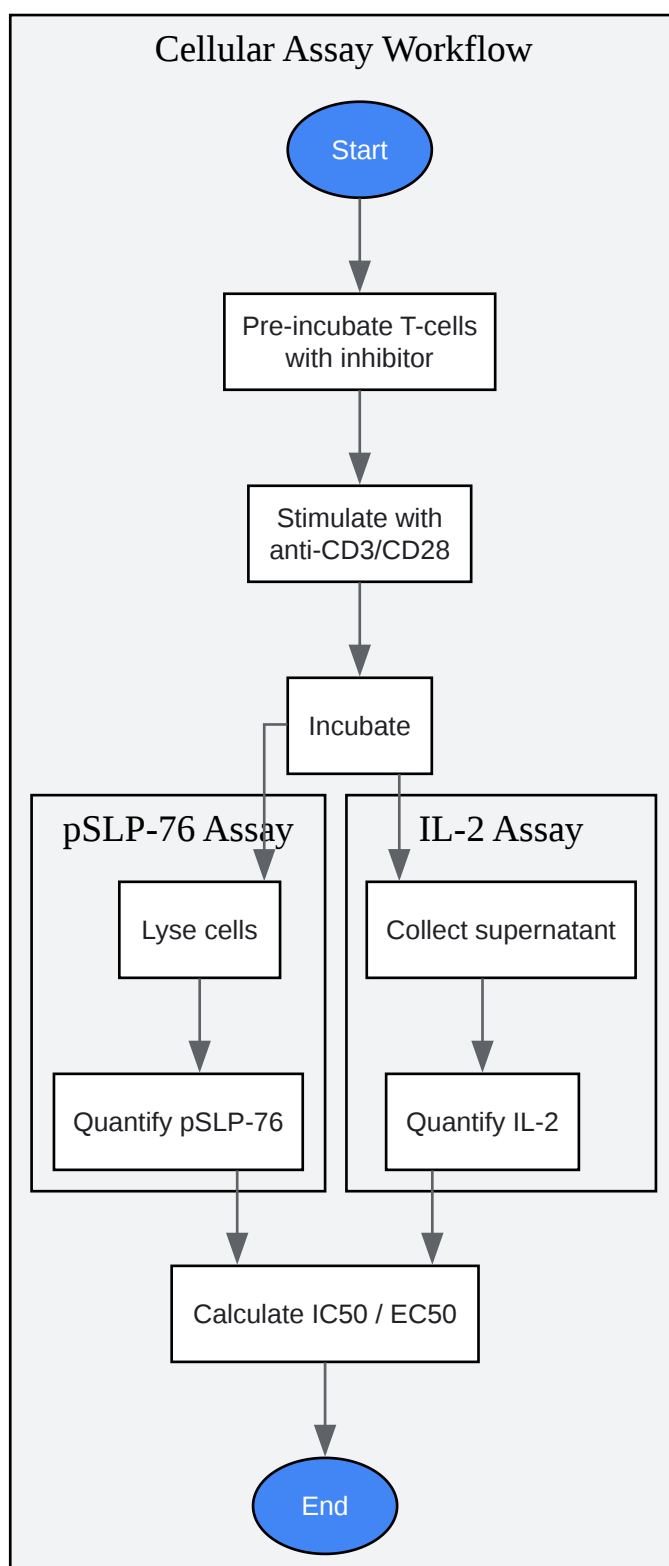 Cellular Assay Workflow
Start
Pre-incubate T-cells
with inhibitor
Stimulate with
anti-CD3/CD28
Incubate
pSLP-76 Assay
Lyse cells
Quantify pSLP-76
IL-2 Assay
Collect supernatant
Quantify IL-2
Calculate IC50 / EC50
End